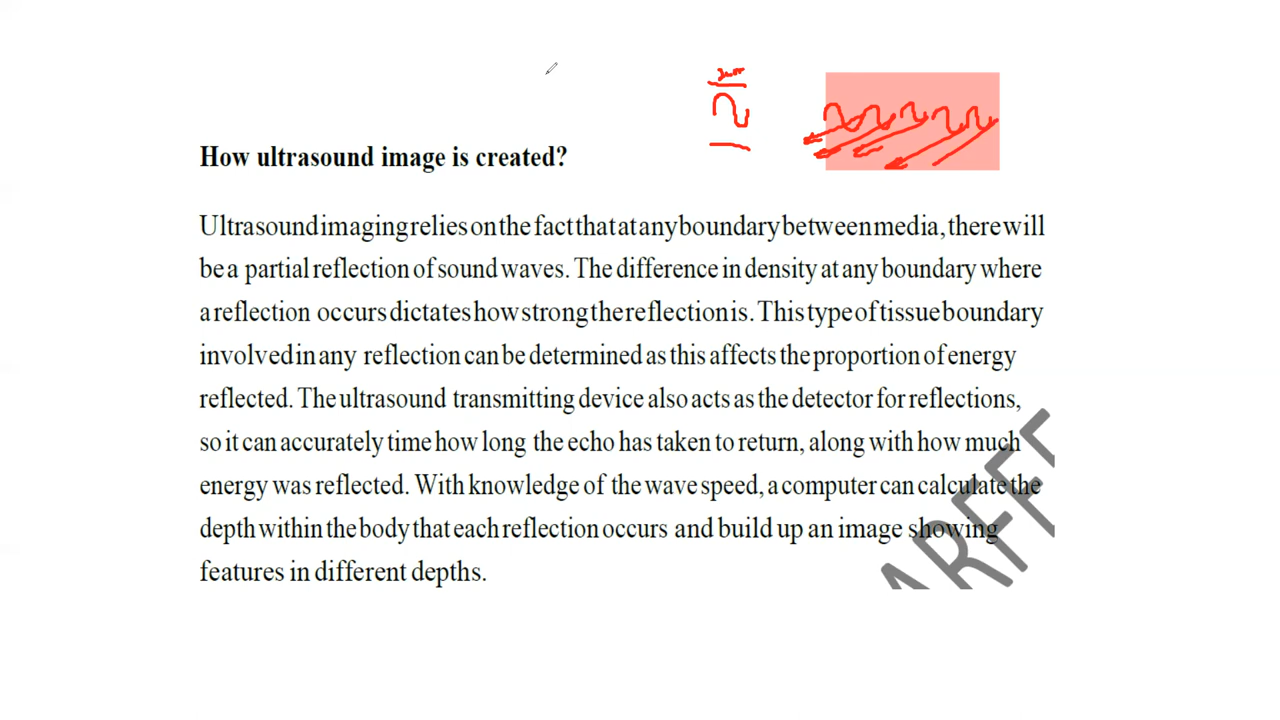 How ultrasound image is created?
Ultrasound imaging relies on the fact that at any boundary between media, there will
be a partial reflection of sound waves. The difference in density at any boundary where
a reflection occurs dictates how strong the reflection is. This type of tissue boundary
involved in any reflection can be determined as this affects the proportion of energy
reflected. The ultrasound transmitting device also acts as the detector for reflections,
so it can accurately time how long the echo has taken to return, along with how much
energy was reflected. With knowledge of the wave speed, a computer can calculate the
depth within the body that each reflection occurs and build up an image showing
features in different depths.